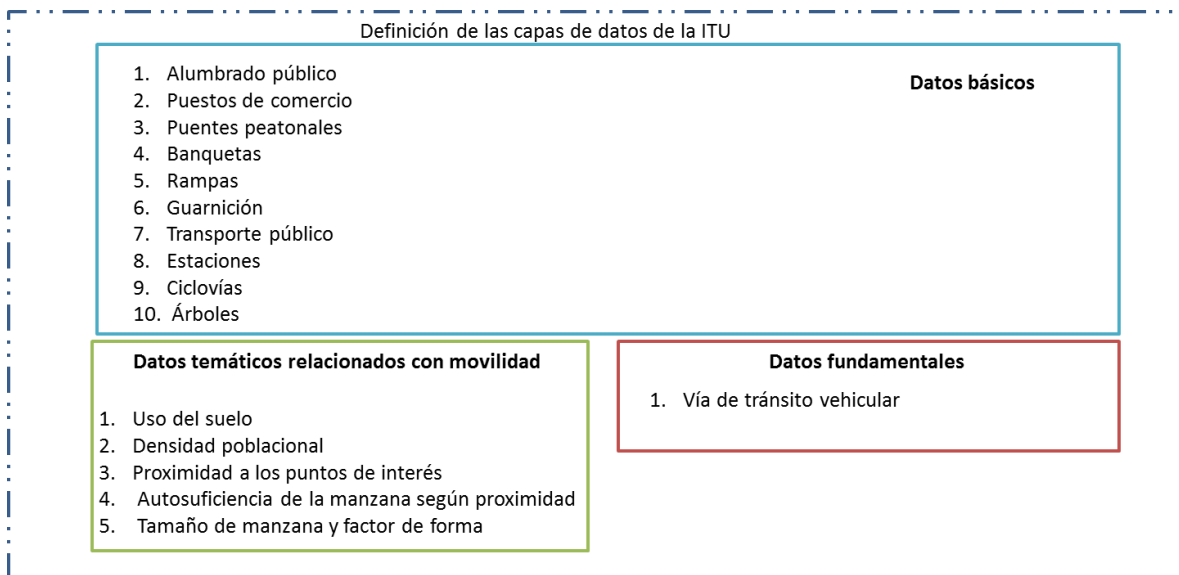 Definición de las capas de datos de la ITU
Datos básicos
1. Alumbrado público
2. Puestos de comercio
3. Puentes peatonales
4. Banquetas
5. Rampas
6. Guarnición
7. Transporte público
8. Estaciones
9. Ciclovías
10. Árboles
Datos temáticos relacionados con movilidad
1. Uso del suelo
2. Densidad poblacional
3. Proximidad a los puntos de interés
4. Autosuficiencia de la manzana según proximidad
5. Tamaño de manzana y factor de forma
Datos fundamentales
1. Vía de tránsito vehicular